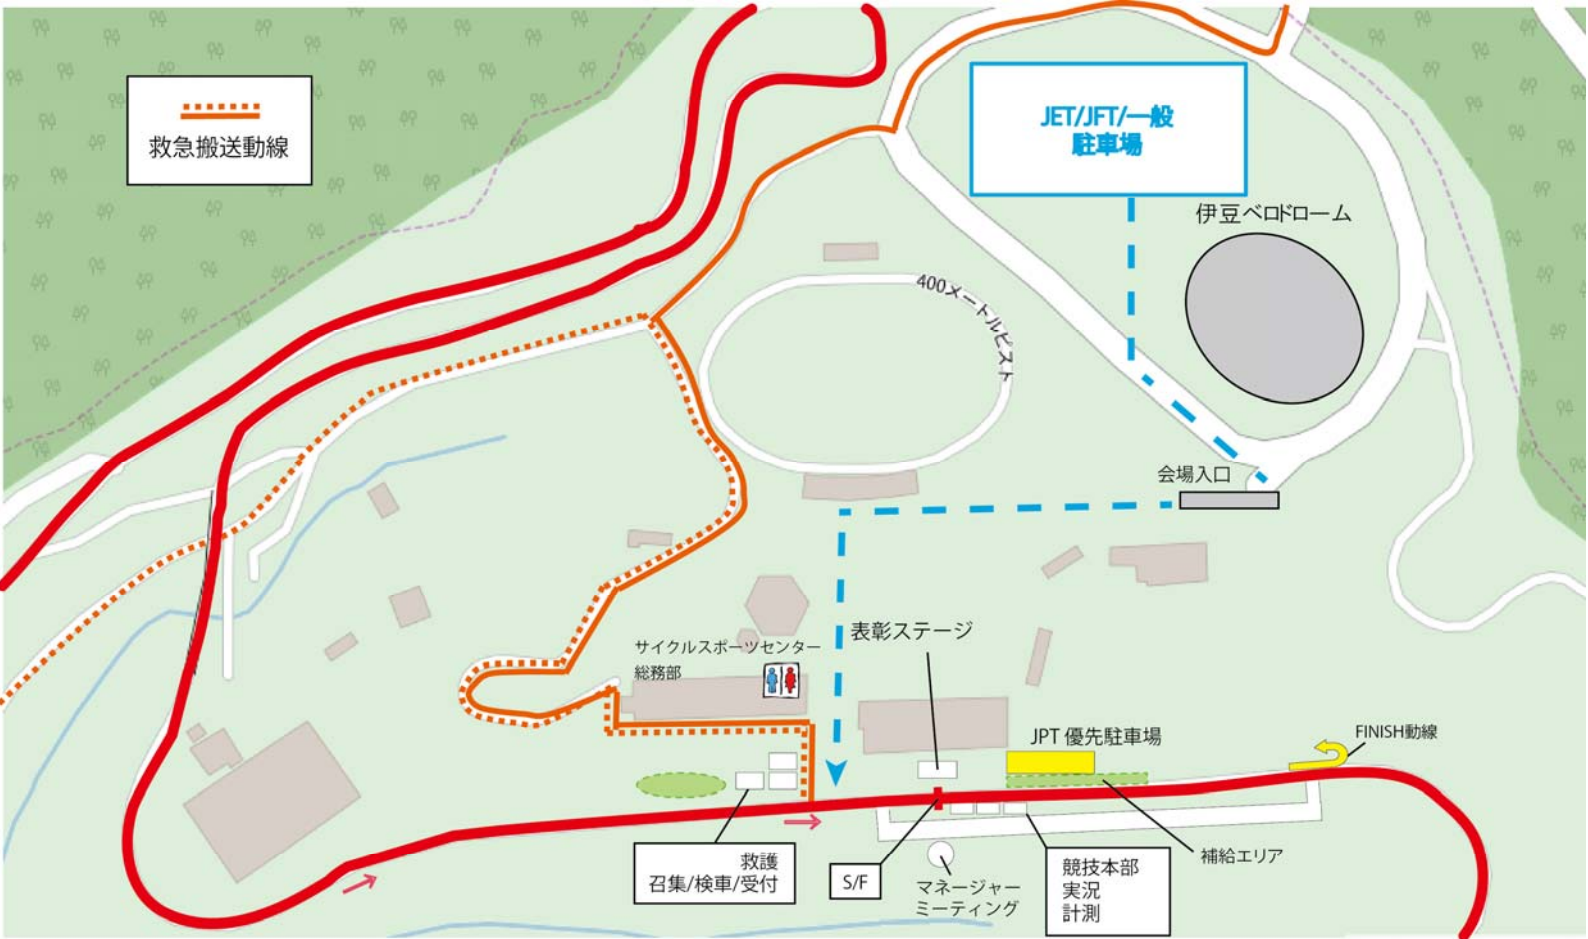 救急搬送動線
JET/JFT/一般
駐車場
伊豆ベロドローム
400メートルピスト
会場入口
サイクルスポーツセンター
総務部
表彰ステージ
JPT 優先駐車場
FINISH動線
救護
召集/検車/受付
S/F
マネージャー
ミーティング
競技本部
実況
計測
補給エリア